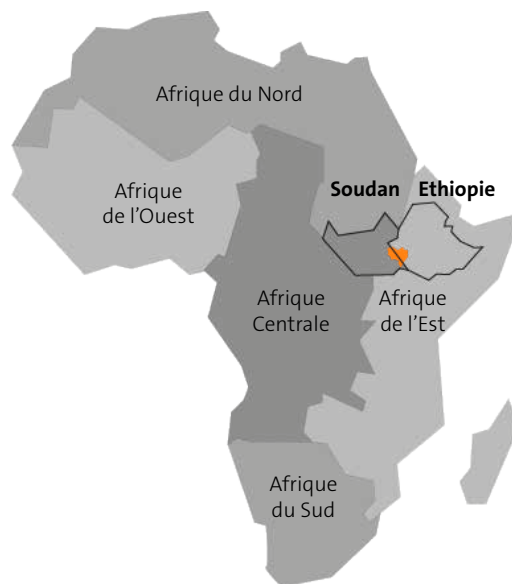 Afrique du Nord
Soudan
Ethiopie
Afrique
de l’Ouest
Afrique
Centrale
Afrique
de l’Est
Afrique
du Sud